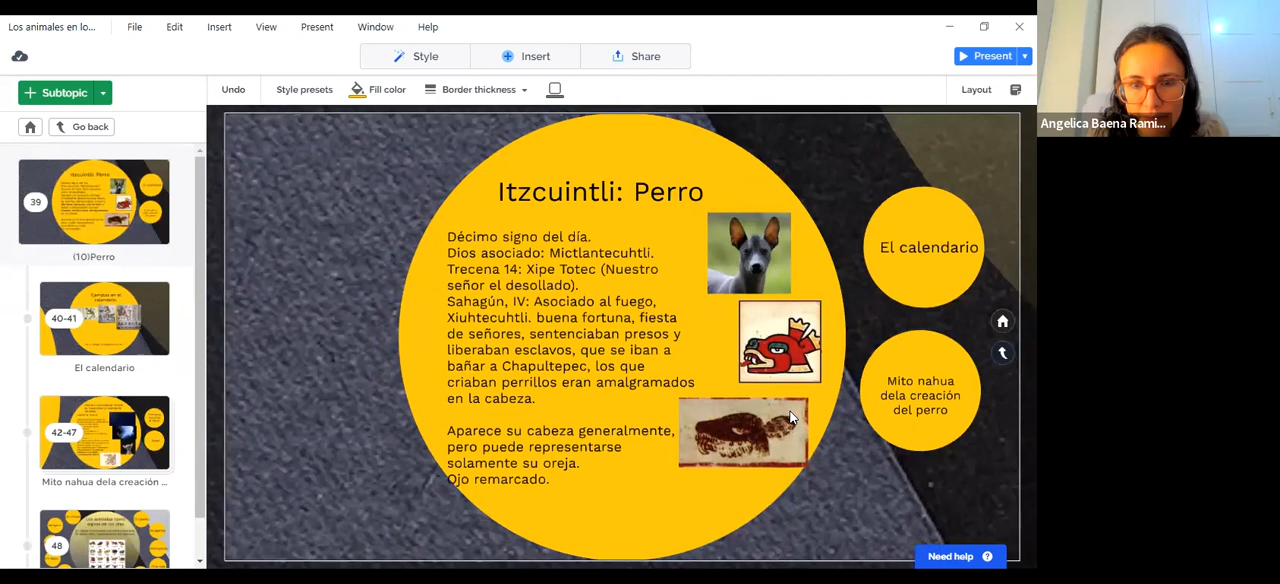 Los animales en lo...
File
Edit
Insert
View
Present
Window
Help
Style
Insert
Share
Present
+ Subtopic
Undo
Style presets
Fill color
Border thickness
Layout
Go back
39
(10)Perro
40-41
El calendario
42-47
Mito nahua dela creación ...
48
Itzcuintli: Perro
Décimo signo del día.
Dios asociado: Mictlantecuhtli.
Trecena 14: Xipe Totec (Nuestro
señor el desollado).
Sahagún, IV: Asociado al fuego,
Xiuhtecuhtli. buena fortuna, fiesta
de señores, sentenciaban presos y
liberaban esclavos, que se iban a
bañar a Chapultepec, los que
criaban perrillos eran amalgramados
en la cabeza.
Aparece su cabeza generalmente,
pero puede representarse
solamente su oreja.
Ojo remarcado.
El calendario
Mito nahua
dela creación
del perro
Need help ?
Angelica Baena Rami...